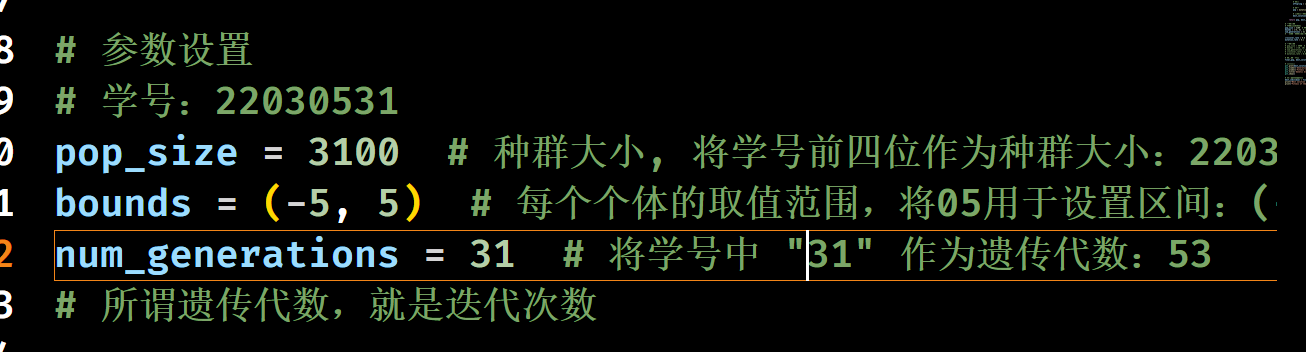 8 # 参数设置
9 # 学号：22030531
0 pop_size = 3100 # 种群大小, 将学号前四位作为种群大小：2203
1 bounds = (-5, 5) # 每个个体的取值范围，将05用于设置区间：(
2 num_generations = 31 # 将学号中 "31" 作为遗传代数：53
3 # 所谓遗传代数，就是迭代次数